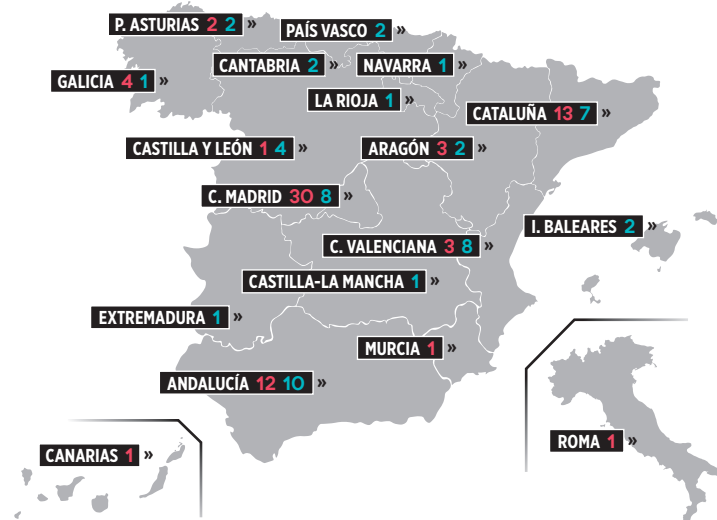 P. ASTURIAS 2 2 »
PAÍS VASCO 2 »
CANTABRIA 2 »
NAVARRA 1 »
GALICIA 4 1 »
LA RIOJA 1 »
CATALUÑA 13 7 »
CASTILLA Y LEÓN 1 4 »
ARAGÓN 3 2 »
C. MADRID 30 8 »
I. BALEARES 2 »
C. VALENCIANA 3 8 »
CASTILLA-LA MANCHA 1 »
EXTREMADURA 1 »
MURCIA 1 »
ANDALUCÍA 12 10 »
ROMA 1 »
CANARIAS 1 »